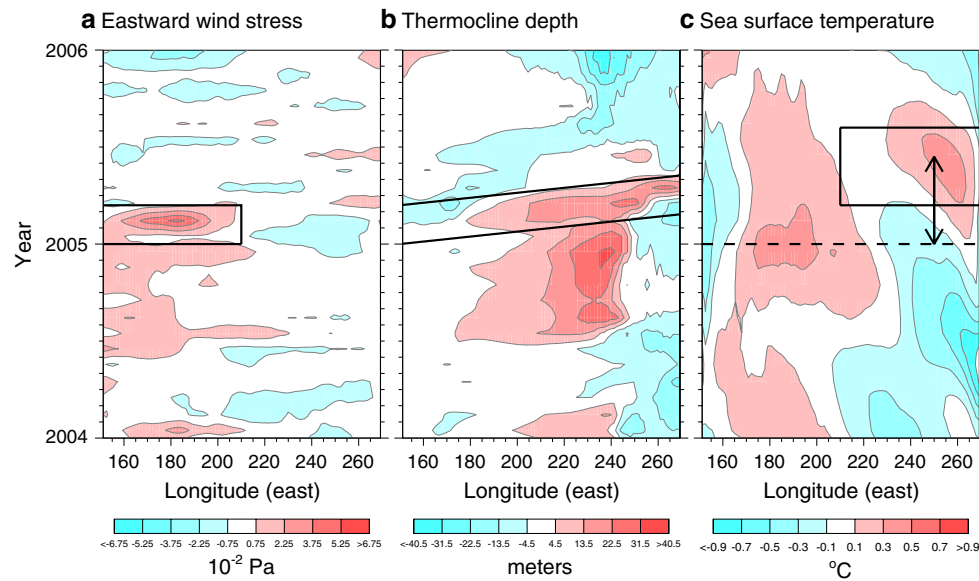 a Eastward wind stress
b Thermocline depth
c Sea surface temperature
2006
2005
2004
Year
160 180 200 220 240 260
160 180 200 220 240 260
160 180 200 220 240 260
Longitude (east)
Longitude (east)
Longitude (east)
<-6.75 -5.25 -3.75 -2.25 -0.75 0.75 2.25 3.75 5.25 >6.75
<-40.5 -31.5 -22.5 -13.5 -4.5 4.5 13.5 22.5 31.5 >40.5
<-0.9 -0.7 -0.5 -0.3 -0.1 0.1 0.3 0.5 0.7 >0.9
10⁻² Pa
meters
°C